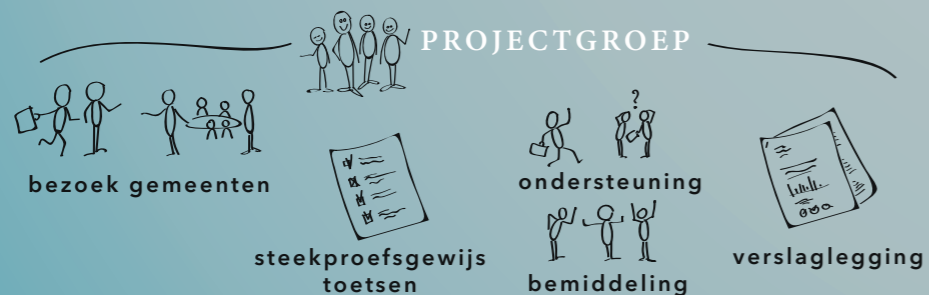 PROJECTGROEP
bezoek gemeenten
steekproefsgewijs
toetsen
?
ondersteuning
bemiddeling
verslaglegging